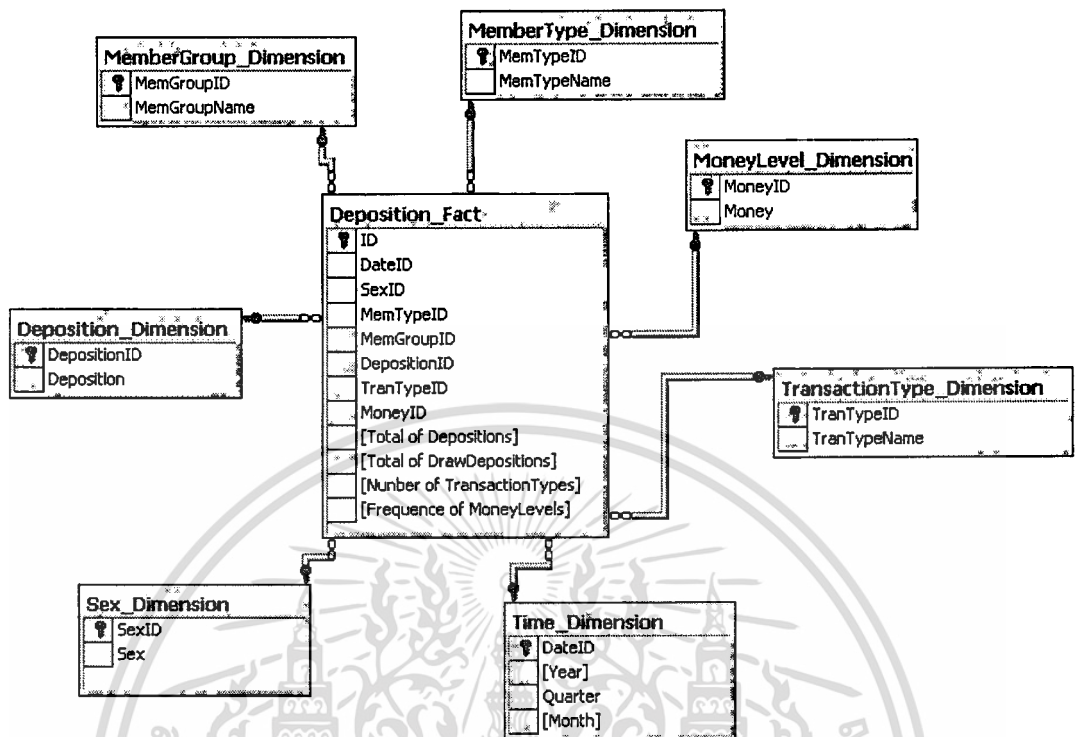 MemberGroup_Dimension
MemGroupID
MemGroupName
MemberType_Dimension
MemTypeID
MemTypeName
MoneyLevel_Dimension
MoneyID
Money
Deposition_Fact
ID
DateID
SexID
MemTypeID
MemGroupID
DepositionID
TranTypeID
MoneyID
[Total of Depositions]
[Total of DrawDepositions]
[Nunber of TransactionTypes]
[Frequence of MoneyLevels]
Deposition_Dimension
DepositionID
Deposition
TransactionType_Dimension
TranTypeID
TranTypeName
Sex_Dimension
SexID
Sex
Time_Dimension
DateID
[Year]
Quarter
[Month]